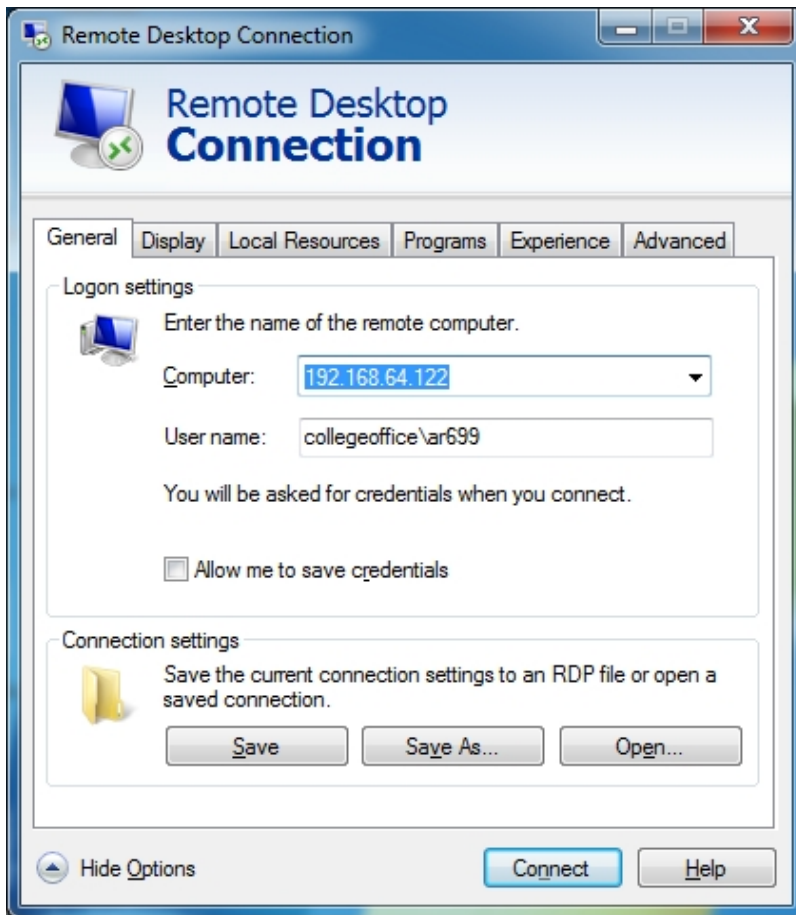 Remote Desktop Connection
Remote Desktop
Connection
General Display Local Resources Programs Experience Advanced
Logon settings
Enter the name of the remote computer.
Computer: 192.168.64.122
User name: collegeoffice\ar699
You will be asked for credentials when you connect.
Allow me to save credentials
Connection settings
Save the current connection settings to an RDP file or open a
saved connection.
Save Save As... Open...
Hide Options Connect Help